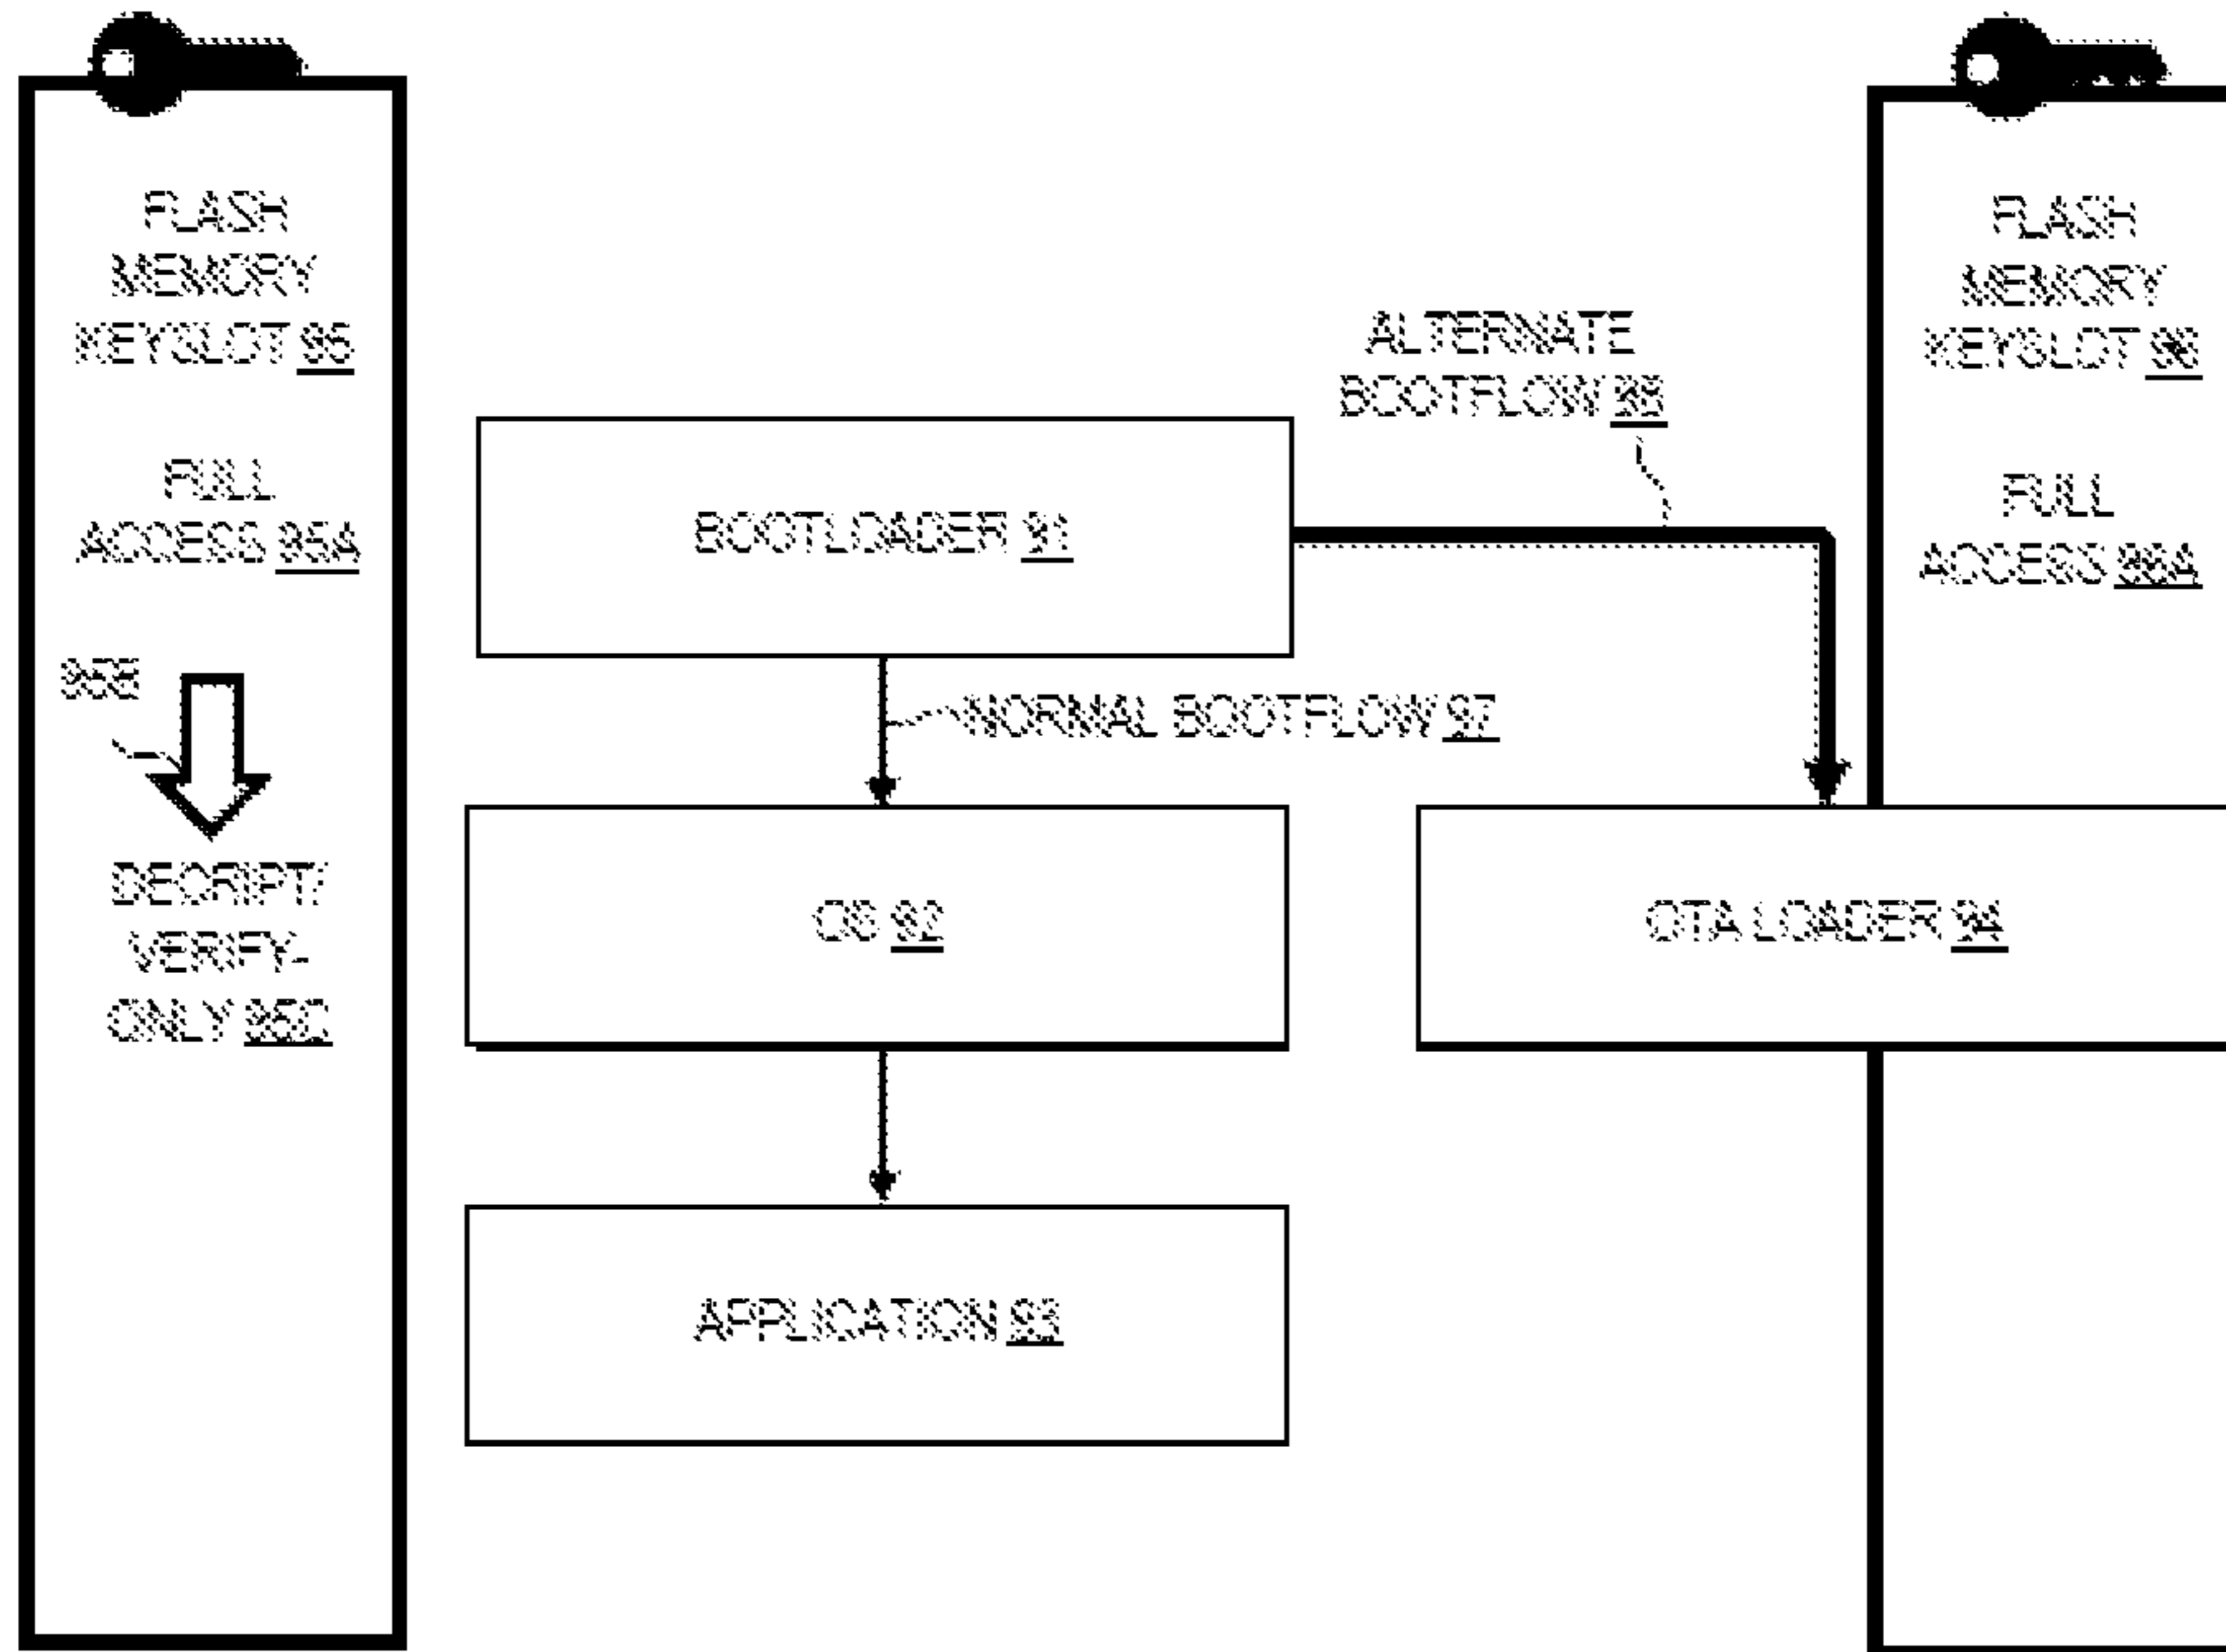 FLASH
MEMORY
KEYSLOT 95
FULL
ACCESS 95A
DECRIPT/
VERIFY-
ONLY 95C
BOOTLOADER 91
NORMAL BOOTFLOW 97
OS 92
APPLICATION 93
ALTERNATE
BOOTFLOW
OTA LOADER 94
FLASH
MEMORY
KEYSLOT
FULL
ACCESS